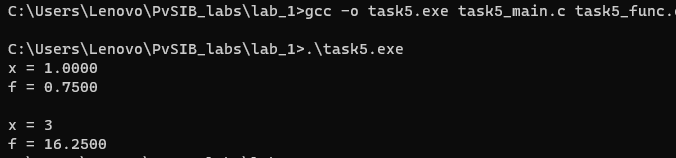 C:\Users\Lenovo\PvSIB_labs\lab_1>gcc -o task5.exe task5_main.c task5_func.
C:\Users\Lenovo\PvSIB_labs\lab_1>.\task5.exe
x = 1.0000
f = 0.7500
x = 3
f = 16.2500